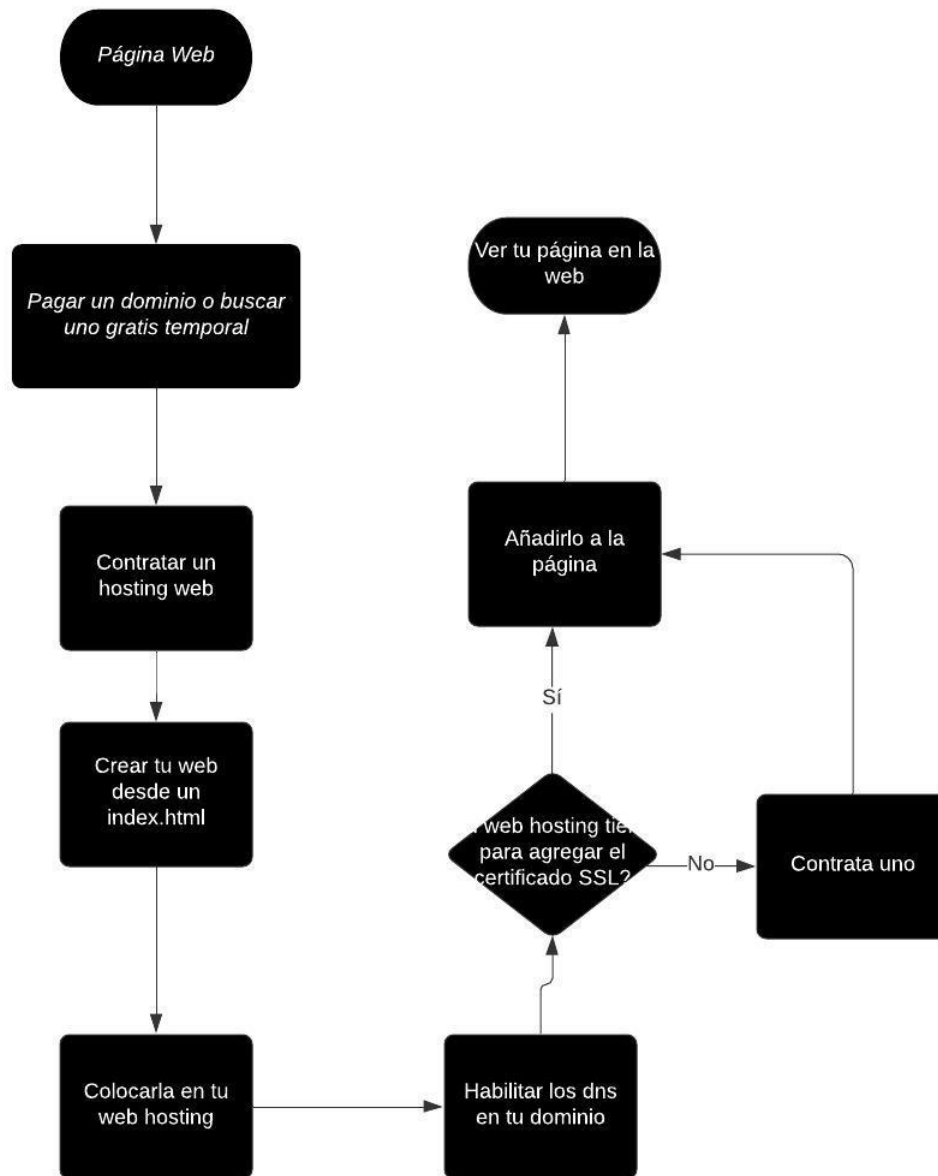 Página Web
Pagar un dominio o buscar
uno gratis temporal
Contratar un
hosting web
Crear tu web
desde un
index.html
Colocarla en tu
web hosting
Habilitar los dns
en tu dominio
web hosting
para agregar el
certificado SSL?
Sí
No
Contrata uno
Añadirlo a la
página
Ver tu página en la
web